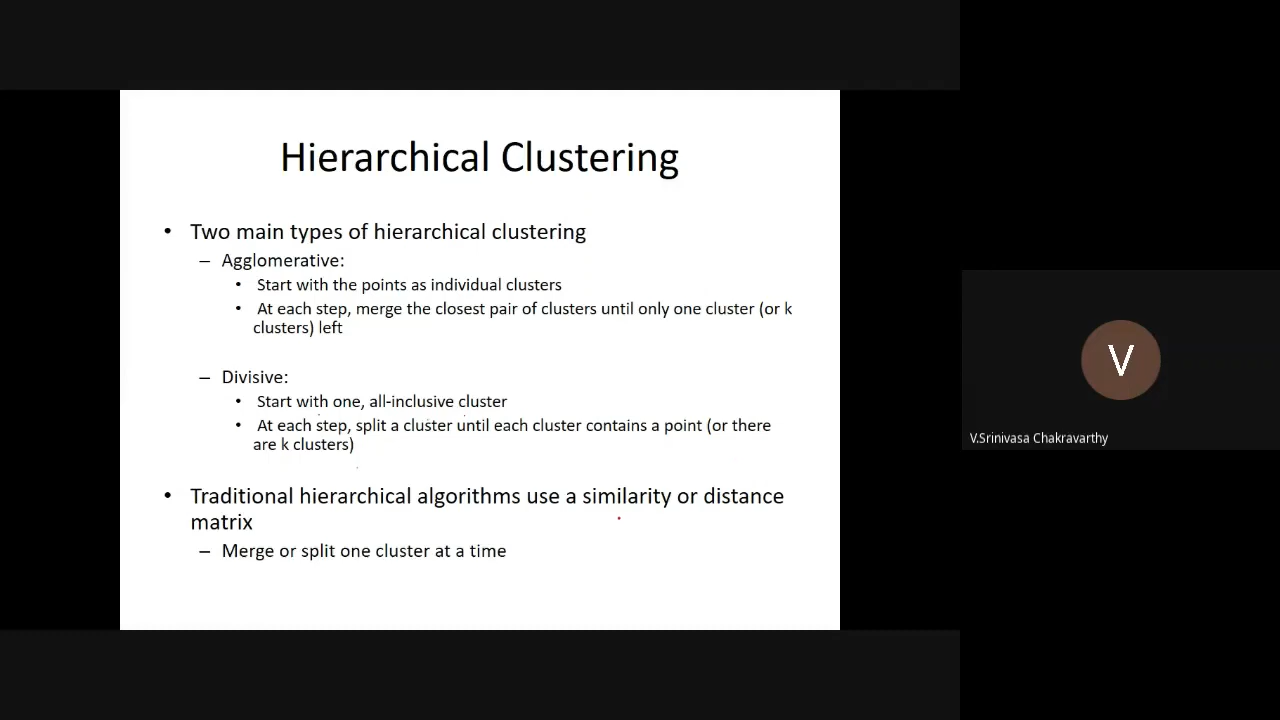 Hierarchical Clustering
• Two main types of hierarchical clustering
– Agglomerative:
• Start with the points as individual clusters
• At each step, merge the closest pair of clusters until only one cluster (or k
clusters) left
– Divisive:
• Start with one, all-inclusive cluster
• At each step, split a cluster until each cluster contains a point (or there
are k clusters)
• Traditional hierarchical algorithms use a similarity or distance
matrix
– Merge or split one cluster at a time
V
V.Srinivasa Chakravarthy